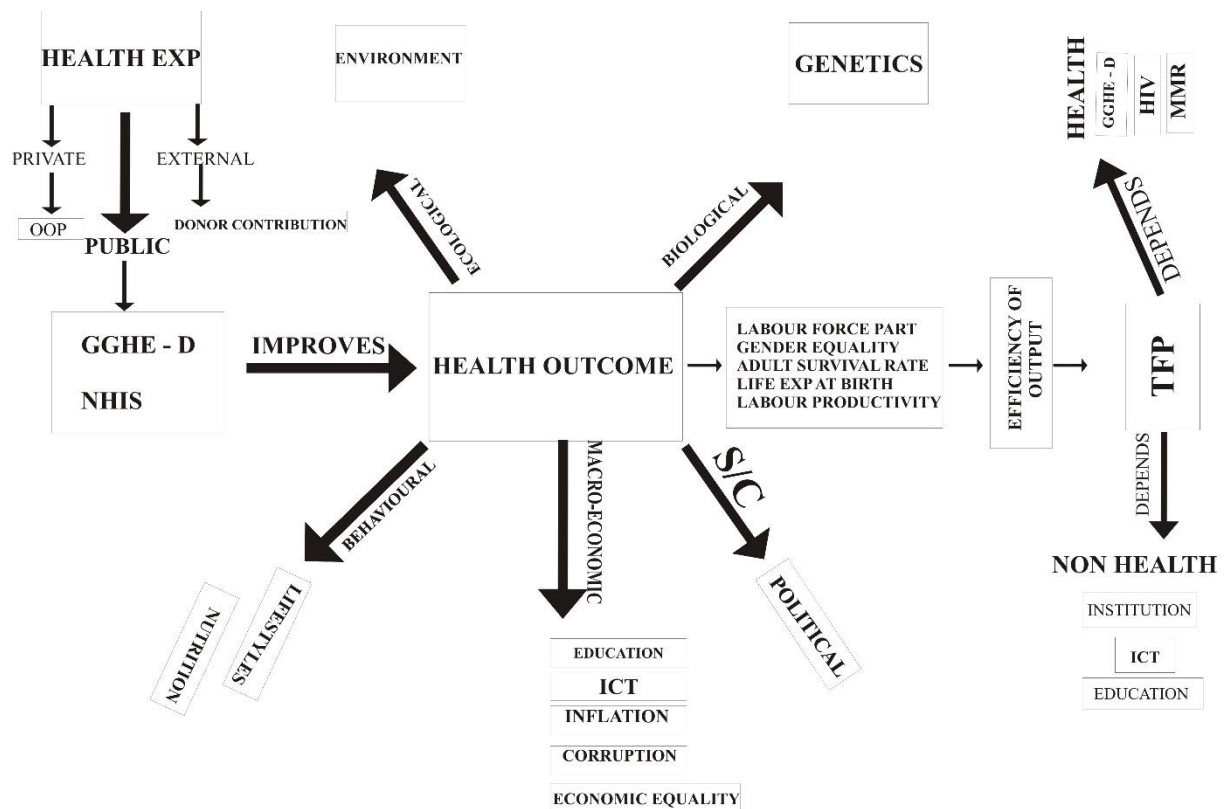 HEALTH EXP
PRIVATE
EXTERNAL
OOP
DONOR CONTRIBUTION
PUBLIC
GGHE - D
NHIS
IMPROVES
ENVIRONMENT
ECOLOGICAL
GENETICS
BIOLOGICAL
HEALTH OUTCOME
BEHAVIOURAL
NUTRITION
LIFESTYLES
MACRO-ECONOMIC
EDUCATION
ICT
INFLATION
CORRUPTION
ECONOMIC EQUALITY
S/C
POLITICAL
LABOUR FORCE PART
GENDER EQUALITY
ADULT SURVIVAL RATE
LIFE EXP AT BIRTH
LABOUR PRODUCTIVITY
EFFICIENCY OF
OUTPUT
TFP
DEPENDS
HEALTH
GGHE - D
HIV
MMR
DEPENDS
NON HEALTH
INSTITUTION
ICT
EDUCATION